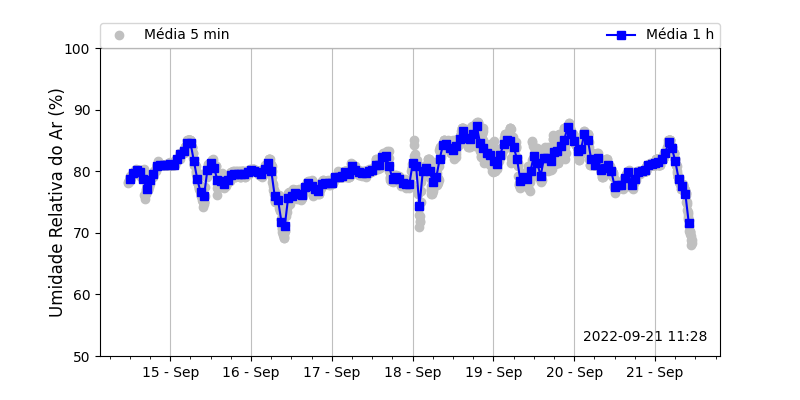 Média 5 min
Média 1 h
Umidade Relativa do Ar (%)
100
90
80
70
60
50
2022-09-21 11:28
15 - Sep
16 - Sep
17 - Sep
18 - Sep
19 - Sep
20 - Sep
21 - Sep